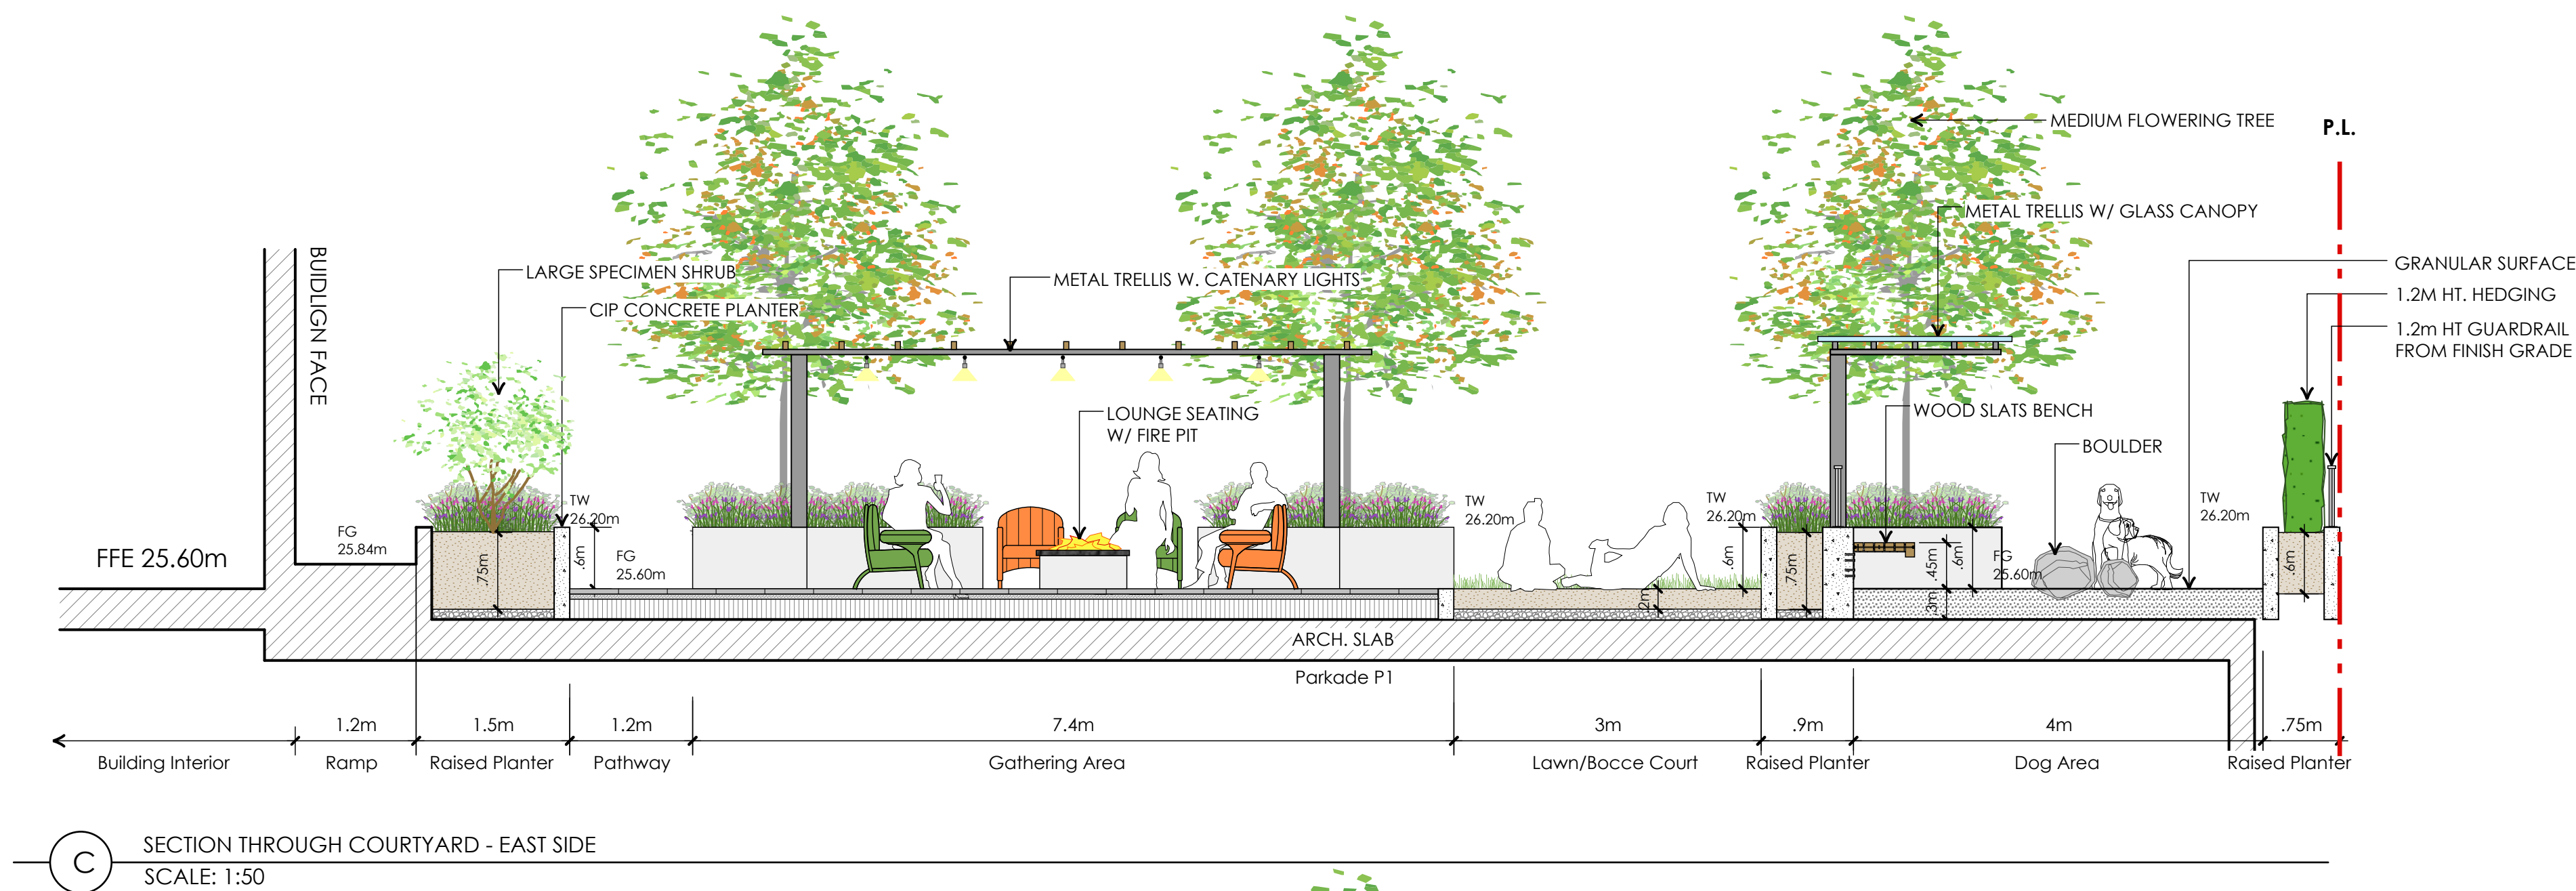 MEDIUM FLOWERING TREE
P.L.
METAL TRELLIS W/ GLASS CANOPY
BUIDLIGN FACE
LARGE SPECIMEN SHRUB
METAL TRELLIS W. CATENARY LIGHTS
GRANULAR SURFACE
1.2M HT. HEDGING
CIP CONCRETE PLANTER
1.2m HT GUARDRAIL
FROM FINISH GRADE
LOUNGE SEATING
W/ FIRE PIT
WOOD SLATS BENCH
BOULDER
TW
26.20m
TW
26.20m
TW
26.20m
TW
26.20m
FG
25.84m
FFE 25.60m
.75m
.6m
FG
25.60m
.6m
.75m
.45m
.6m
FG
25.60m
.6m
.2m
.3m
ARCH. SLAB
Parkade P1
1.2m
1.5m
1.2m
7.4m
3m
.9m
4m
.75m
Building Interior
Ramp
Raised Planter
Pathway
Gathering Area
Lawn/Bocce Court
Raised Planter
Dog Area
Raised Planter
C
SECTION THROUGH COURTYARD - EAST SIDE
SCALE: 1:50